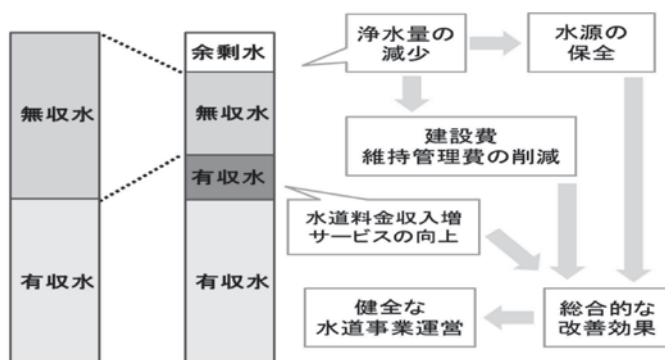 無収水
有収水
余剰水
無収水
有収水
有収水
浄水量の
減少
水源の
保全
建設費
維持管理費の削減
水道料金収入増
サービスの向上
健全な
水道事業運営
総合的な
改善効果